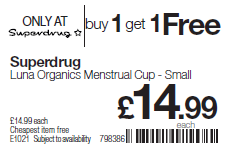 ONLY AT
Superdrug ☆
buy 1 get 1 Free
Superdrug
Luna Organics Menstrual Cup - Small
£14.99
each
£14.99 each
Cheapest item free
E1021 Subject to availability 798386